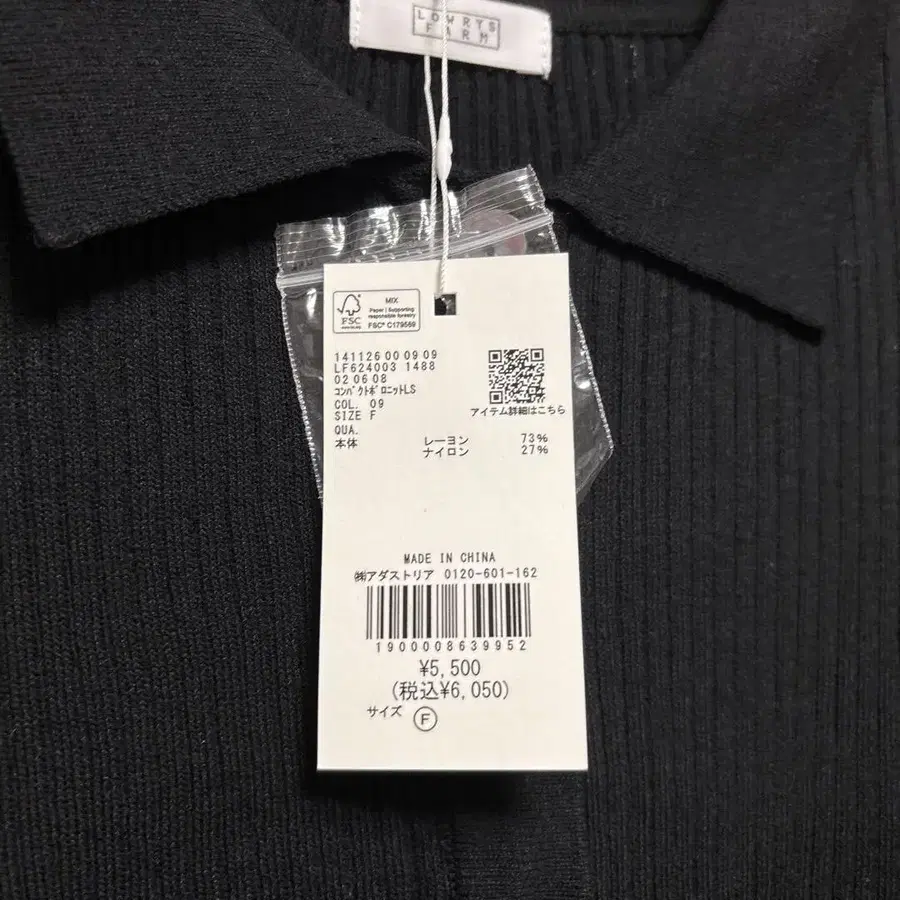 LOWRYS
FARM
FSC
MIX
Paper | Supporting
responsible forestry
FSC® C179569
141126 00 09 09
LF624003 1488
02 06 08
コンパクトポロニットLS
COL. 09
SIZE F
QUA.
本体 レーヨン 73%
ナイロン 27%
アイテム詳細はこちら
MADE IN CHINA
㈱アダストリア 0120-601-162
1900008639952
¥5,500
(税込¥6,050)
サイズ F